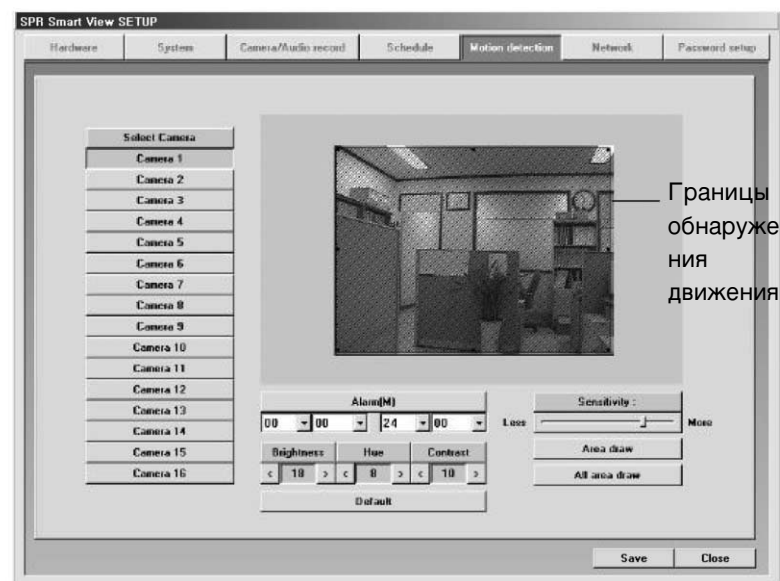 SPR Smart View SETUP
Hardware System Camera/Audio record Schedule Motion detection Network Password setup
Select Camera
Camera 1
Camera 2
Camera 3
Camera 4
Camera 5
Camera 6
Camera 7
Camera 8
Camera 9
Camera 10
Camera 11
Camera 12
Camera 13
Camera 14
Camera 15
Camera 16
Границы
обнаруже
ния
движения
Alarm(M)
00 00 24 00
Brightness Hue Contrast
< 10 > < 8 > < 10 >
Default
Sensitivity :
Less More
Area draw
All area draw
Save Close